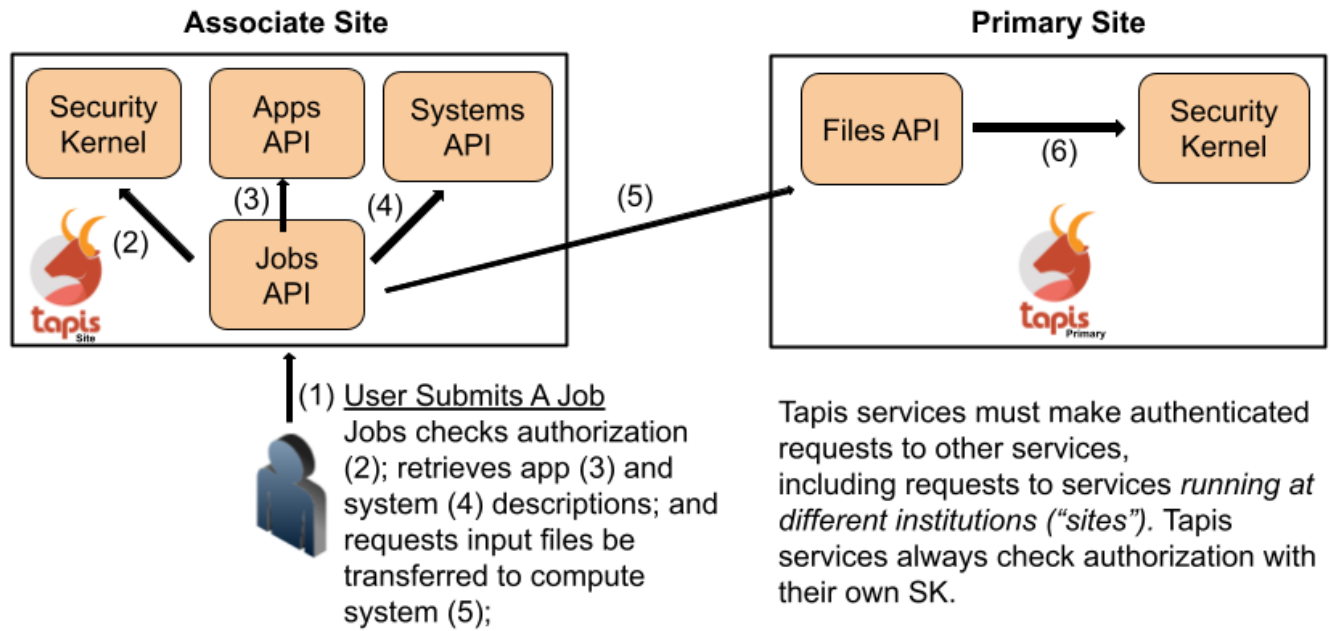 Associate Site
Primary Site
Security
Kernel
Apps
API
Systems
API
Files API
Security
Kernel
(2)
(3)
(4)
(5)
(6)
Jobs
API
tapis
Site
tapis
Primary
(1) User Submits A Job
Jobs checks authorization
(2); retrieves app (3) and
system (4) descriptions; and
requests input files be
transferred to compute
system (5);
Tapis services must make authenticated
requests to other services,
including requests to services running at
different institutions (“sites”). Tapis
services always check authorization with
their own SK.